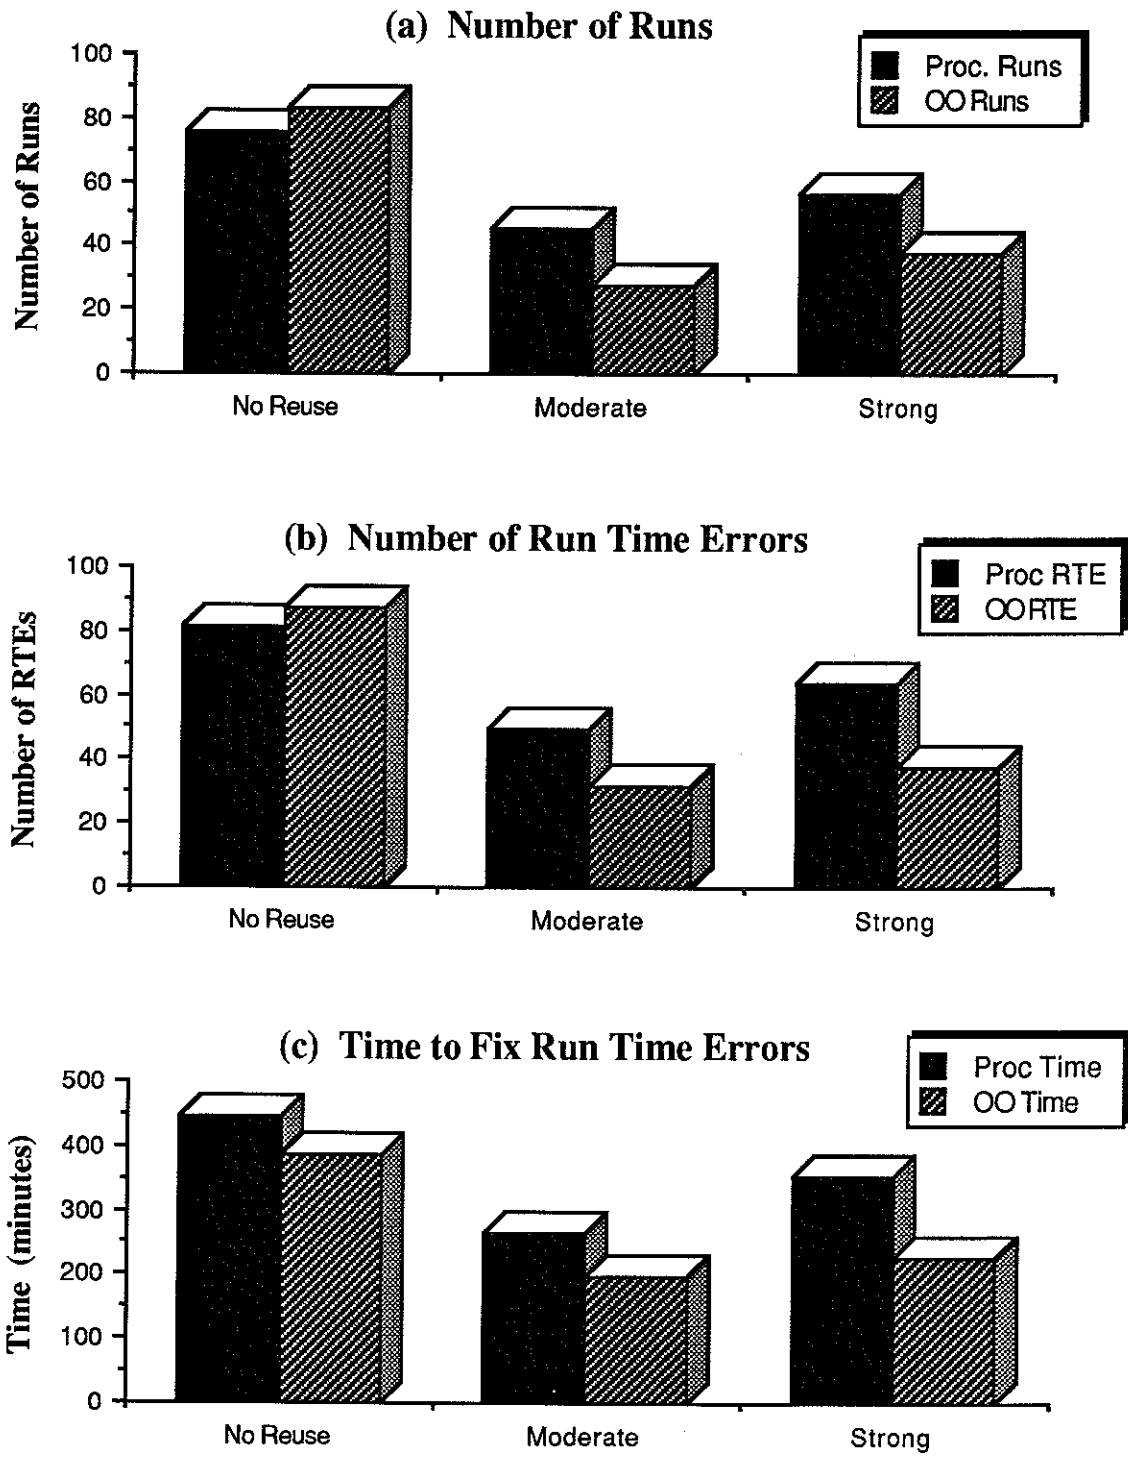 (a) Number of Runs
Proc. Runs
OO Runs
Number of Runs
100
80
60
40
20
0
No Reuse
Moderate
Strong
(b) Number of Run Time Errors
Proc RTE
OO RTE
Number of RTEs
100
80
60
40
20
0
No Reuse
Moderate
Strong
(c) Time to Fix Run Time Errors
Proc Time
OO Time
Time (minutes)
500
400
300
200
100
0
No Reuse
Moderate
Strong